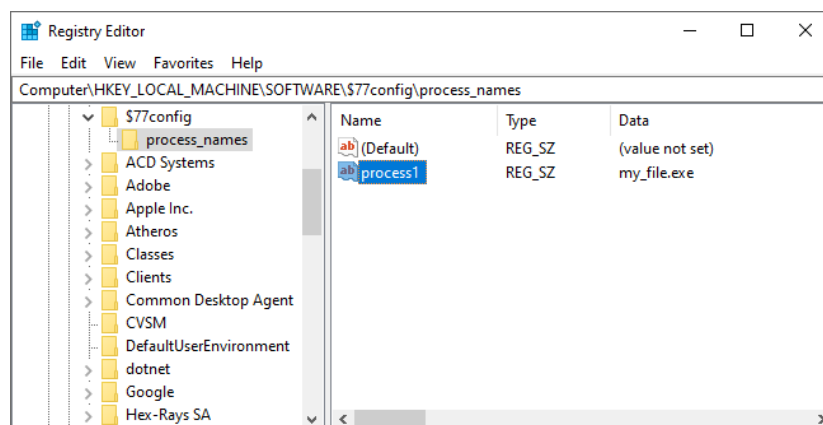 Registry Editor
File Edit View Favorites Help
Computer\HKEY_LOCAL_MACHINE\SOFTWARE\$77config\process_names
$77config
process_names
ACD Systems
Adobe
Apple Inc.
Atheros
Classes
Clients
Common Desktop Agent
CVSM
DefaultUserEnvironment
dotnet
Google
Hex-Rays SA
Name Type Data
ab (Default) REG_SZ (value not set)
ab process1 REG_SZ my_file.exe